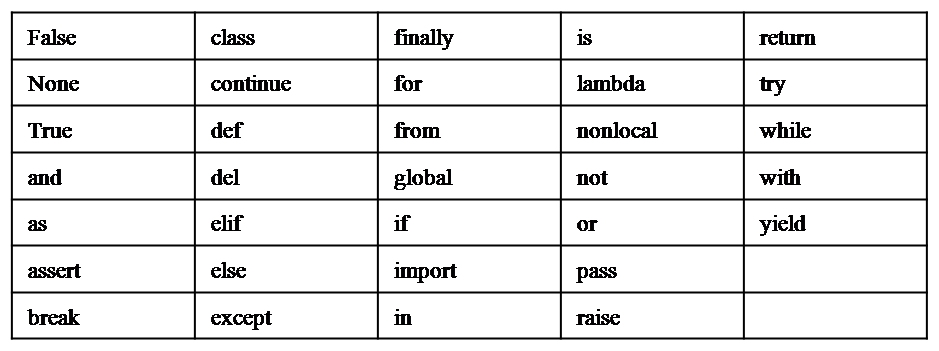 False class finally is return
None continue for lambda try
True def from nonlocal while
and del global not with
as elif if or yield
assert else import pass
break except in raise